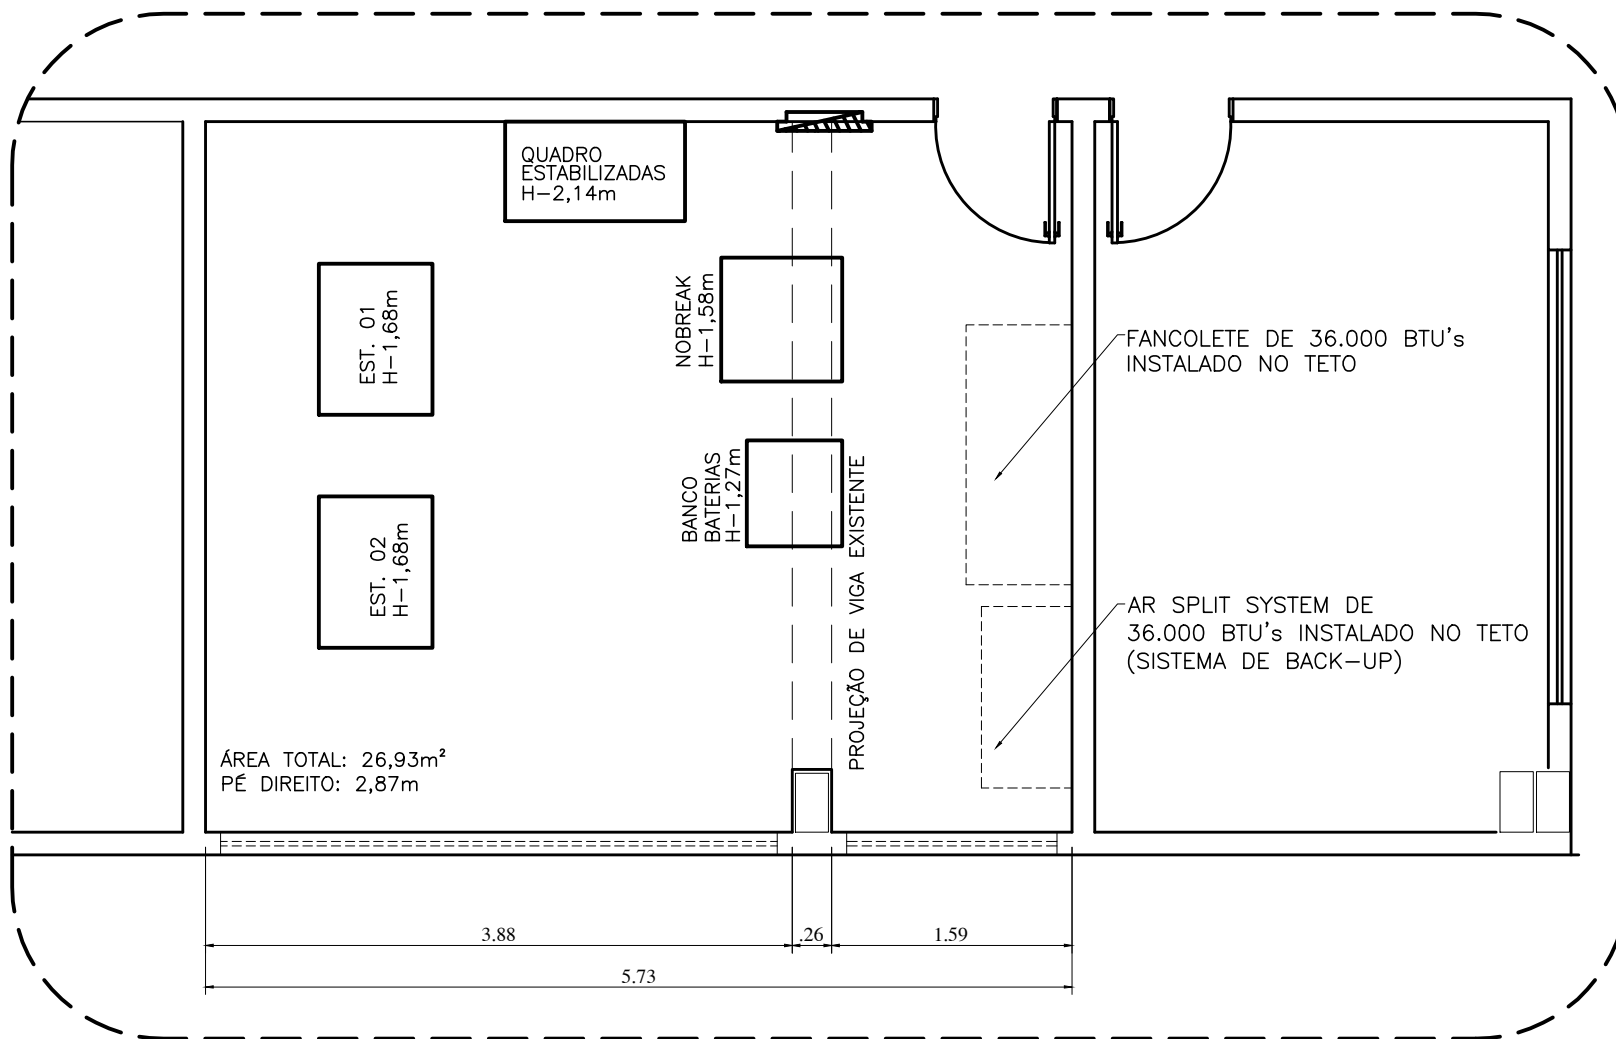 QUADRO
ESTABILIZADAS
H-2,14m
EST. 01
H-1,68m
NOBREAK
H-1,58m
FANCOLETE DE 36.000 BTU's
INSTALADO NO TETO
BANCO
BATERIAS
H-1,27m
PROJEÇÃO DE VIGA EXISTENTE
EST. 02
H-1,68m
AR SPLIT SYSTEM DE
36.000 BTU's INSTALADO NO TETO
(SISTEMA DE BACK-UP)
ÁREA TOTAL: 26,93m²
PÉ DIREITO: 2,87m
3.88
.26
1.59
5.73